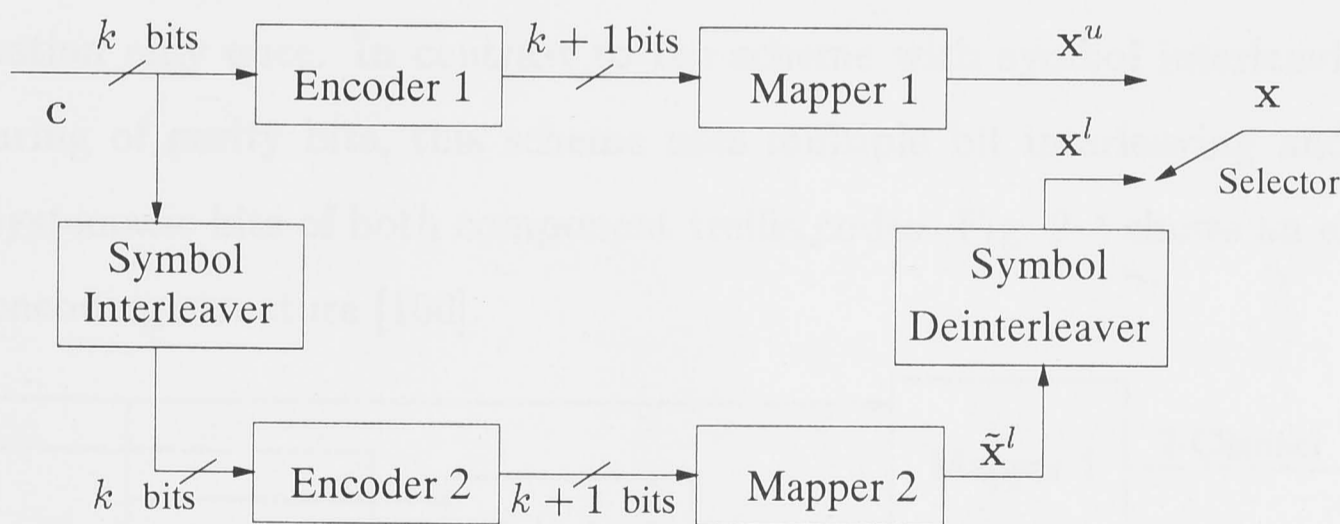 k bits
k + 1 bits
x^u
c
Encoder 1
Mapper 1
x
x^l
Selector
Symbol
Interleaver
Symbol
Deinterleaver
k bits
Encoder 2
k + 1 bits
Mapper 2
x̃^l